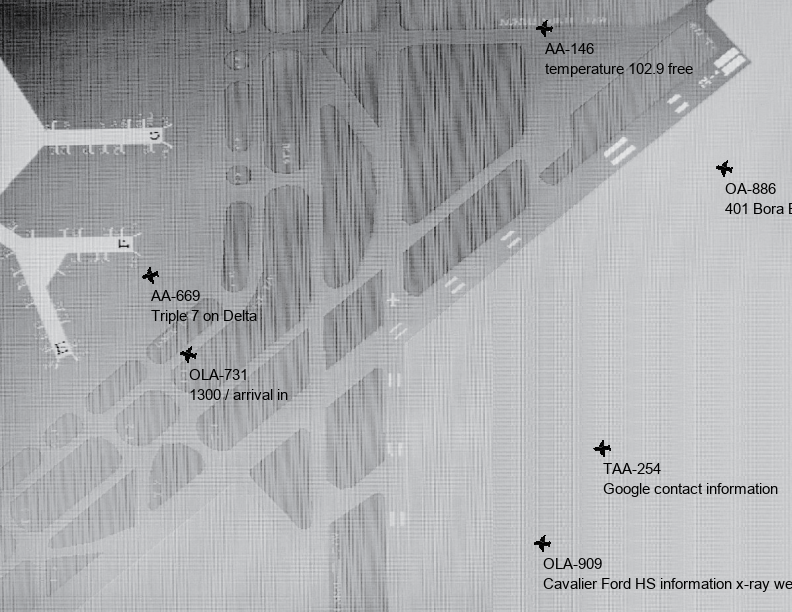 AA-146
temperature 102.9 free
OA-886
401 Bora
G
F
AA-669
Triple 7 on Delta
OLA-731
1300 / arrival in
TAA-254
Google contact information
OLA-909
Cavalier Ford HS information x-ray we